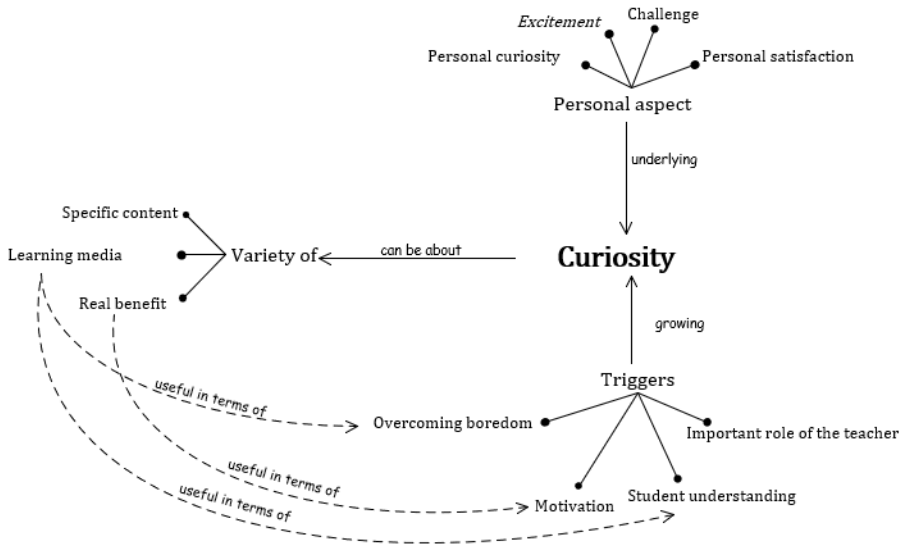 Challenge
Excitement
Personal curiosity
Personal satisfaction
Personal aspect
underlying
Specific content
Learning media
Variety of
can be about
Curiosity
Real benefit
growing
Triggers
useful in terms of
Overcoming boredom
Important role of the teacher
useful in terms of
useful in terms of
Motivation
Student understanding